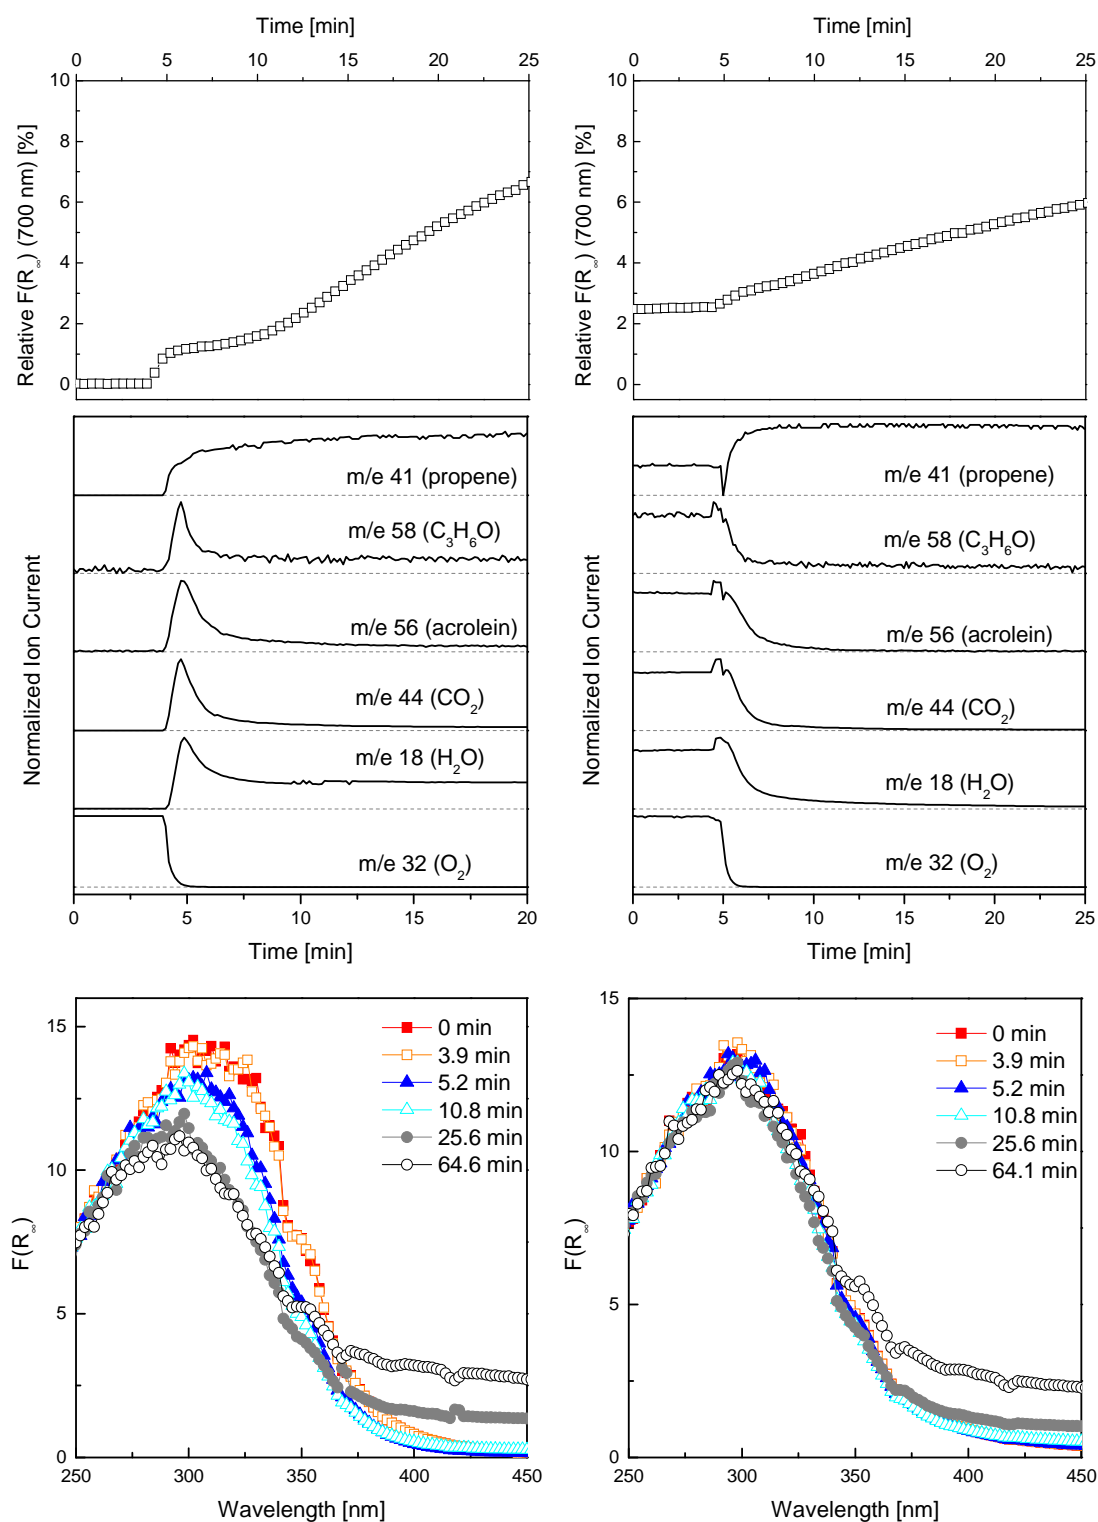 Time [min]
0 5 10 15 20 25
10
8
6
4
2
0
Relative F(R∞) (700 nm) [%]
Time [min]
0 5 10 15 20 25
10
8
6
4
2
0
Relative F(R∞) (700 nm) [%]
Normalized Ion Current
m/e 41 (propene)
m/e 58 (C₃H₆O)
m/e 56 (acrolein)
m/e 44 (CO₂)
m/e 18 (H₂O)
m/e 32 (O₂)
0 5 10 15 20
Time [min]
Normalized Ion Current
m/e 41 (propene)
m/e 58 (C₃H₆O)
m/e 56 (acrolein)
m/e 44 (CO₂)
m/e 18 (H₂O)
m/e 32 (O₂)
0 5 10 15 20 25
Time [min]
15
10
5
0
F(R∞)
0 min
3.9 min
5.2 min
10.8 min
25.6 min
64.6 min
250 300 350 400 450
Wavelength [nm]
15
10
5
0
F(R∞)
0 min
3.9 min
5.2 min
10.8 min
25.6 min
64.1 min
250 300 350 400 450
Wavelength [nm]